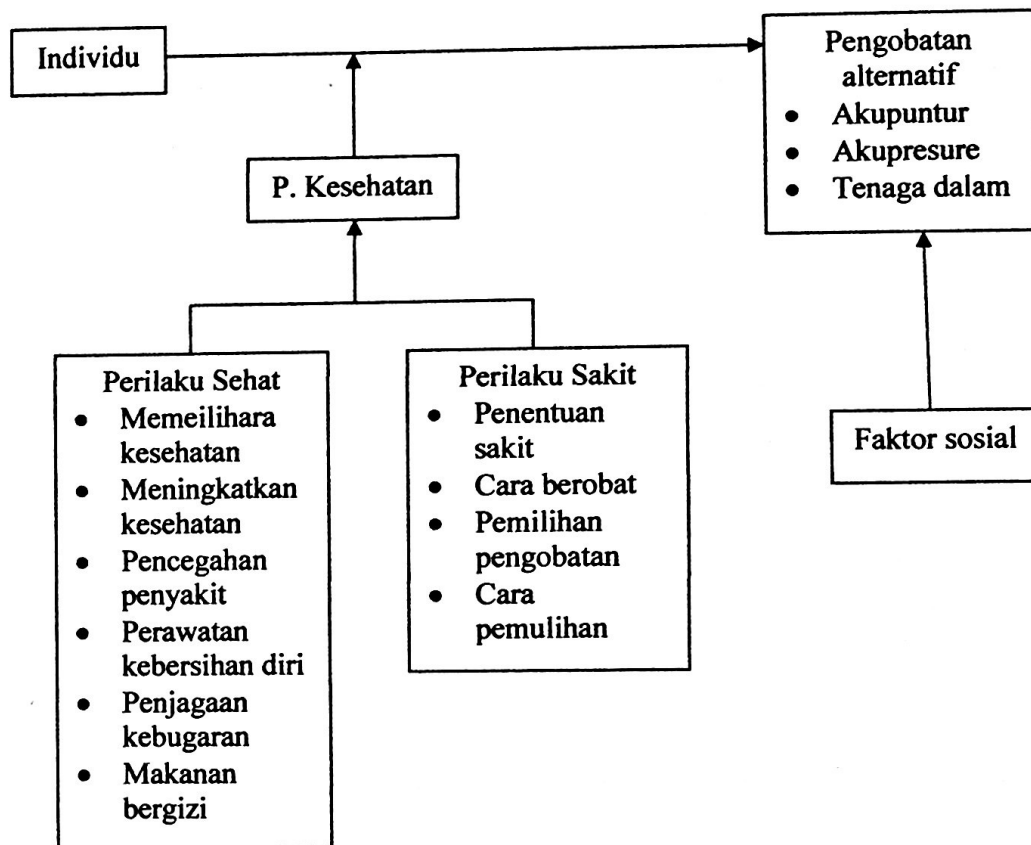 Individu
Pengobatan
alternatif
• Akupuntur
• Akupresure
• Tenaga dalam
P. Kesehatan
Perilaku Sehat
• Memeilihara
kesehatan
• Meningkatkan
kesehatan
• Pencegahan
penyakit
• Perawatan
kebersihan diri
• Penjagaan
kebugaran
• Makanan
bergizi
Perilaku Sakit
• Penentuan
sakit
• Cara berobat
• Pemilihan
pengobatan
• Cara
pemulihan
Faktor sosial